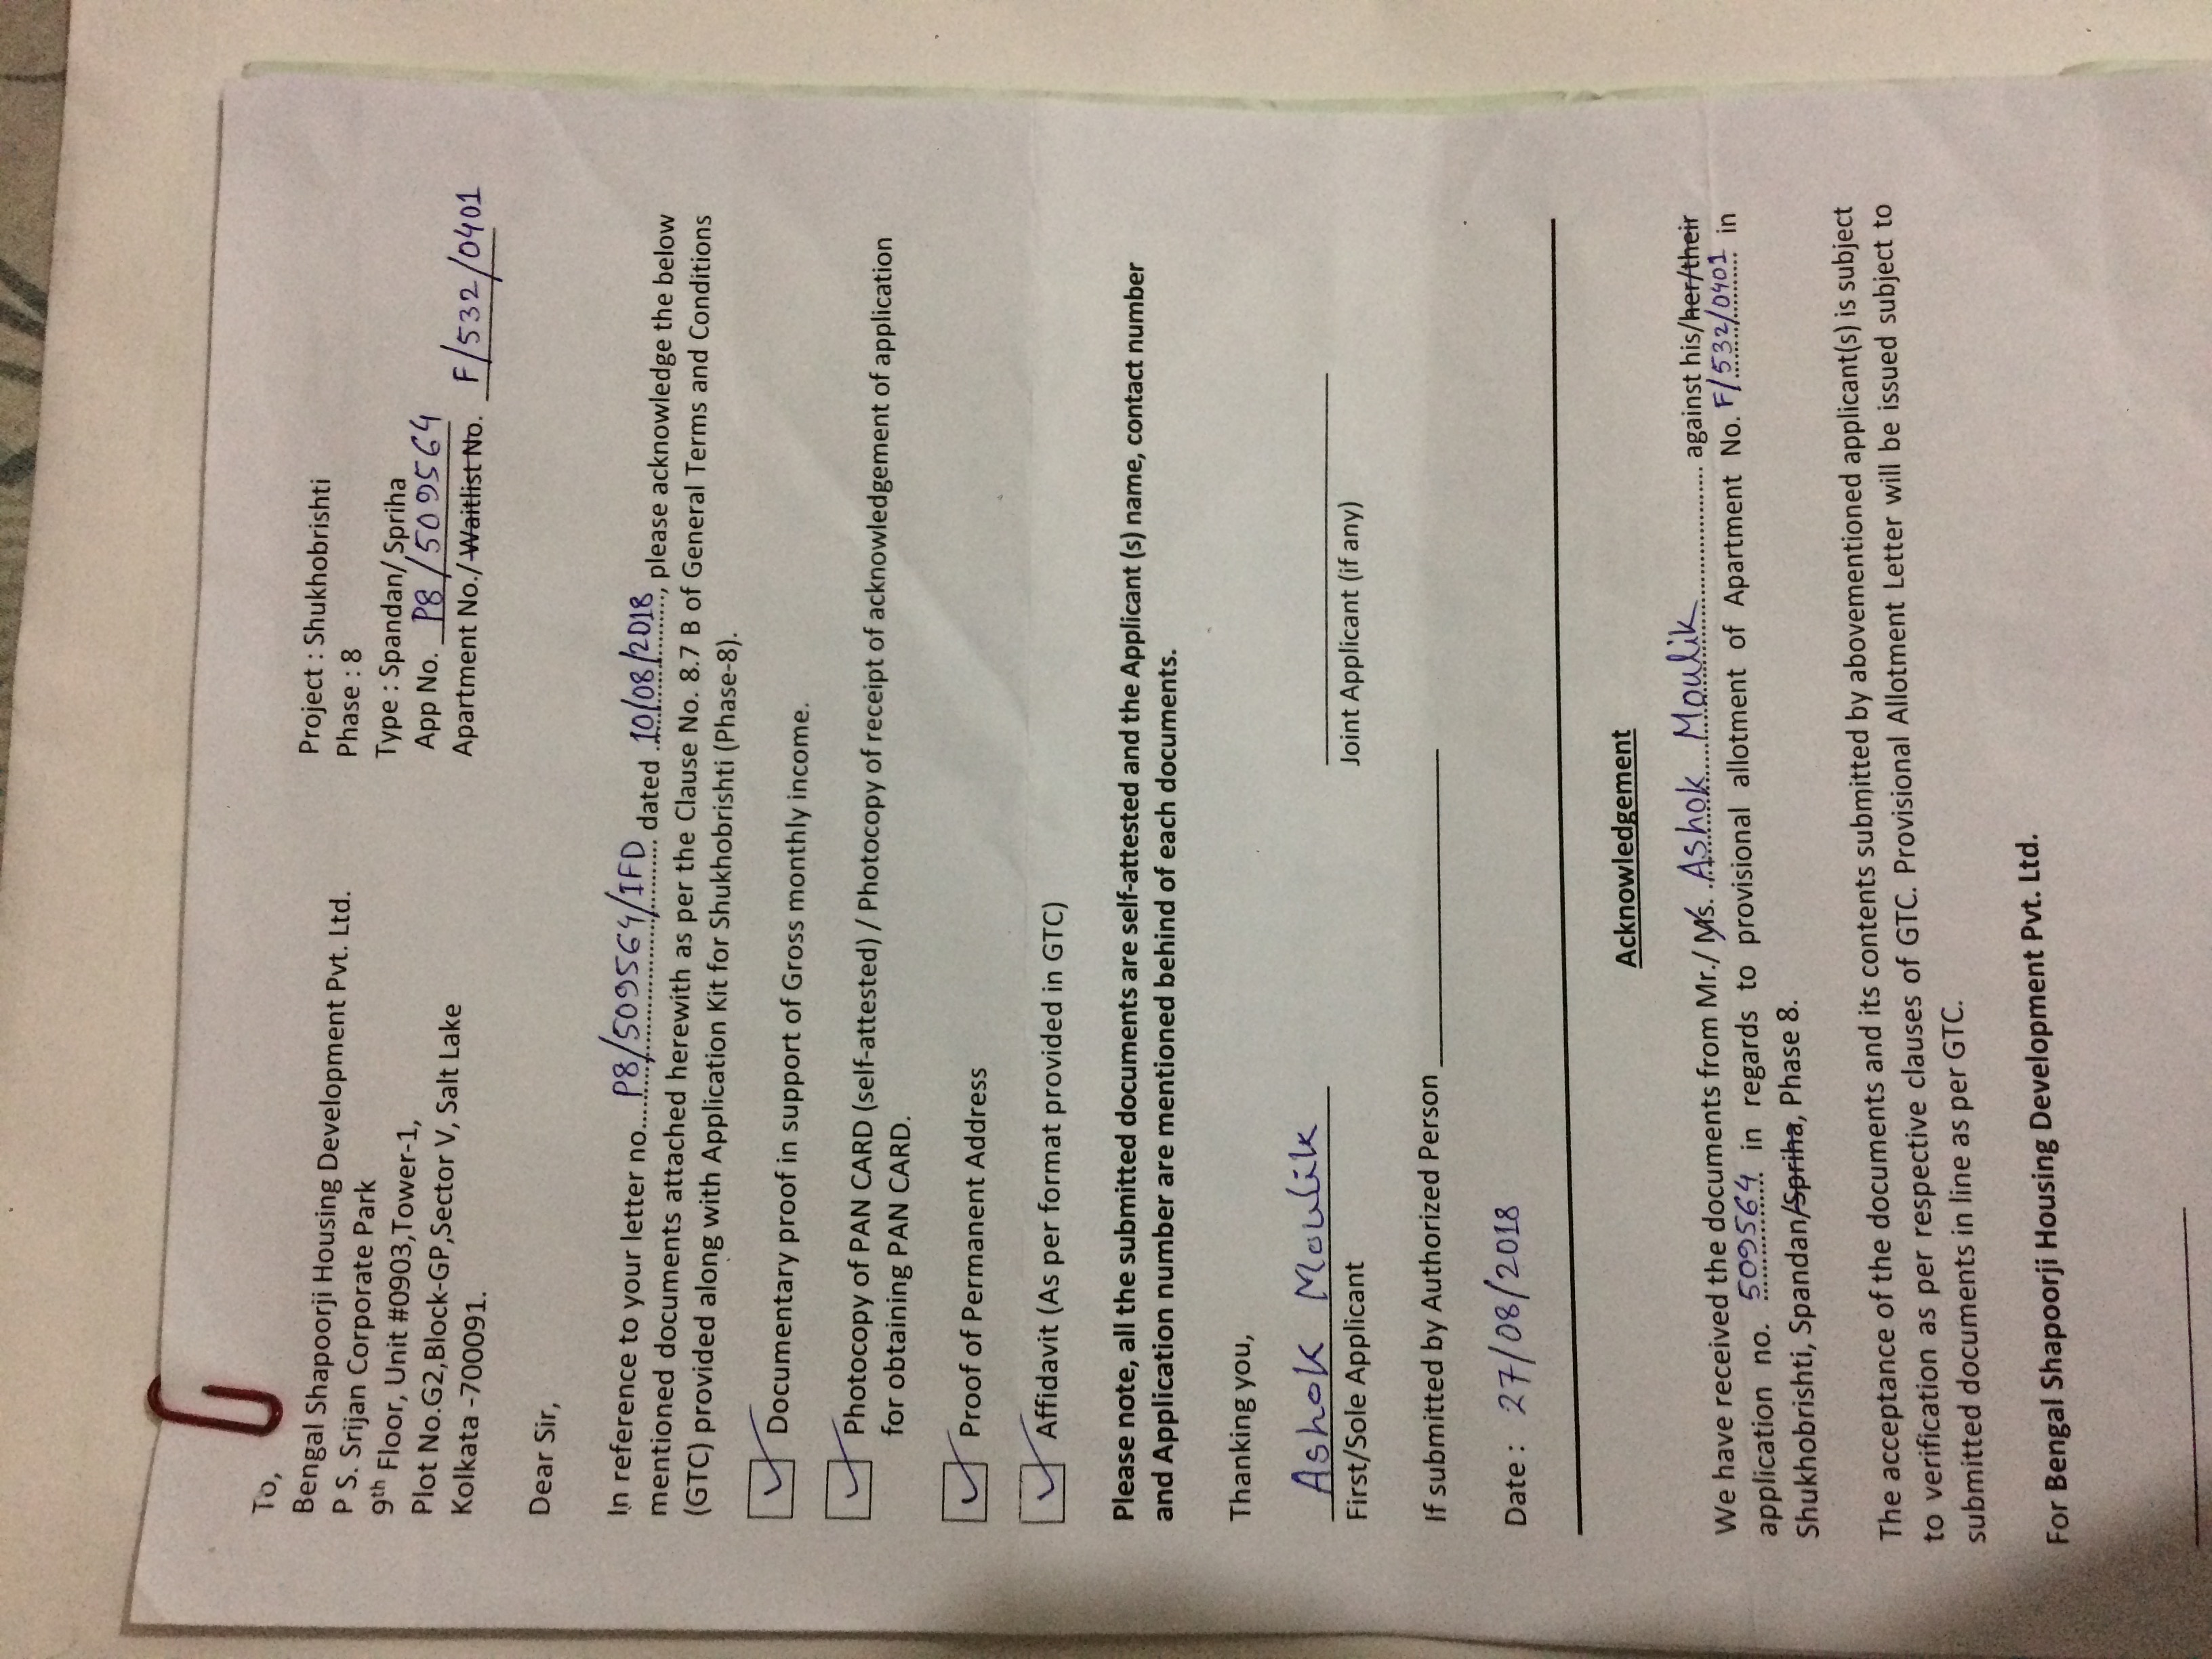 To,
Bengal Shapoorji Housing Development Pvt. Ltd.
P S. Srijan Corporate Park
9th Floor, Unit #0903,Tower-1,
Plot No.G2,Block-GP,Sector V, Salt Lake
Kolkata -700091.
Project : Shukhobrishti
Phase : 8
Type : Spandan/ Spriha
App No. P8/509564
Apartment No./ Waitlist No. F/532/0401
Dear Sir,
In reference to your letter no....P8/509564/IFD dated 10/08/2018, please acknowledge the below
mentioned documents attached herewith as per the Clause No. 8.7 B of General Terms and Conditions
(GTC) provided along with Application Kit for Shukhobrishti (Phase-8).
Documentary proof in support of Gross monthly income.
Photocopy of PAN CARD (self-attested) / Photocopy of receipt of acknowledgement of application
for obtaining PAN CARD.
Proof of Permanent Address
Affidavit (As per format provided in GTC)
Please note, all the submitted documents are self-attested and the Applicant (s) name, contact number
and Application number are mentioned behind of each documents.
Thanking you,
Ashok Moulik
First/Sole Applicant
Joint Applicant (if any)
If submitted by Authorized Person
Date : 27/08/2018
Acknowledgement
We have received the documents from Mr./ M/s. Ashok Moulik against his/her/their
application no. 509564 in regards to provisional allotment of Apartment No. F/532/0401 in
Shukhobrishti, Spandan/Spriha, Phase 8.
The acceptance of the documents and its contents submitted by abovementioned applicant(s) is subject
to verification as per respective clauses of GTC. Provisional Allotment Letter will be issued subject to
submitted documents in line as per GTC.
For Bengal Shapoorji Housing Development Pvt. Ltd.